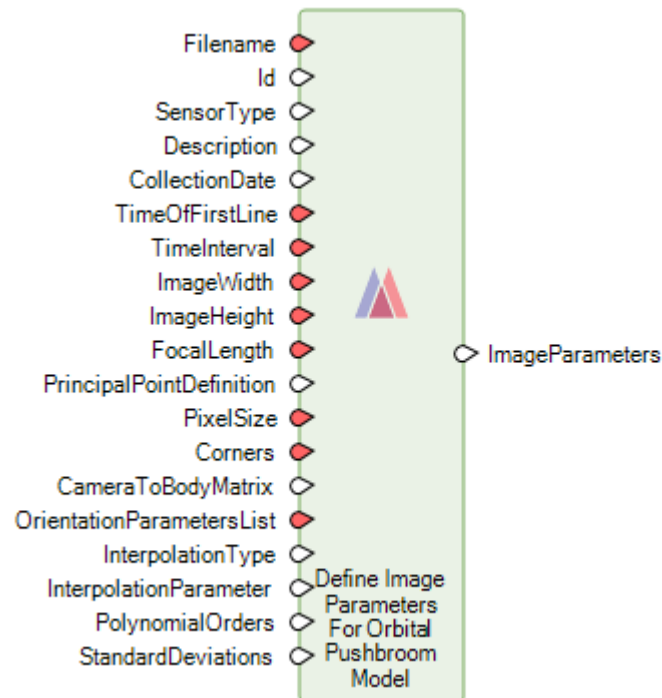 Filename
Id
SensorType
Description
CollectionDate
TimeOfFirstLine
TimeInterval
ImageWidth
ImageHeight
FocalLength
PrincipalPointDefinition
PixelSize
Corners
CameraToBodyMatrix
OrientationParametersList
InterpolationType
InterpolationParameter
PolynomialOrders
StandardDeviations
Define Image
Parameters
For Orbital
Pushbroom
Model
ImageParameters